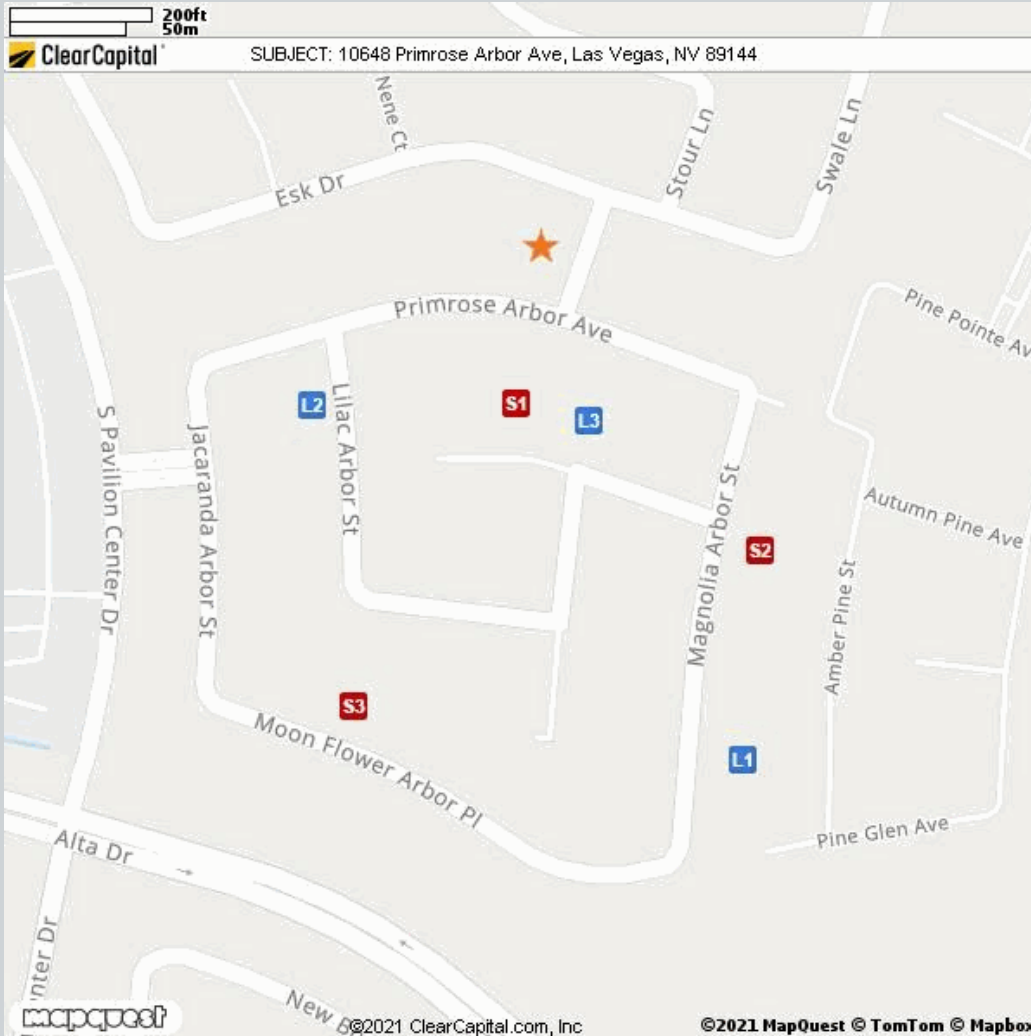 200ft
50m
ClearCapital
SUBJECT: 10648 Primrose Arbor Ave, Las Vegas, NV 89144
Nene Ct
Stour Ln
Swale Ln
Esk Dr
Primrose Arbor Ave
Pine Pointe Av
L2
Lilac Arbor St
S1
L3
S Pavilion Center Dr
Jacaranda Arbor St
Magnolia Arbor St
Autumn Pine Ave
S2
Amber Pine St
S3
Moon Flower Arbor Pl
L1
Pine Glen Ave
Alta Dr
enter Dr
New B
mapquest
©2021 ClearCapital.com, Inc
©2021 MapQuest © TomTom © Mapbo